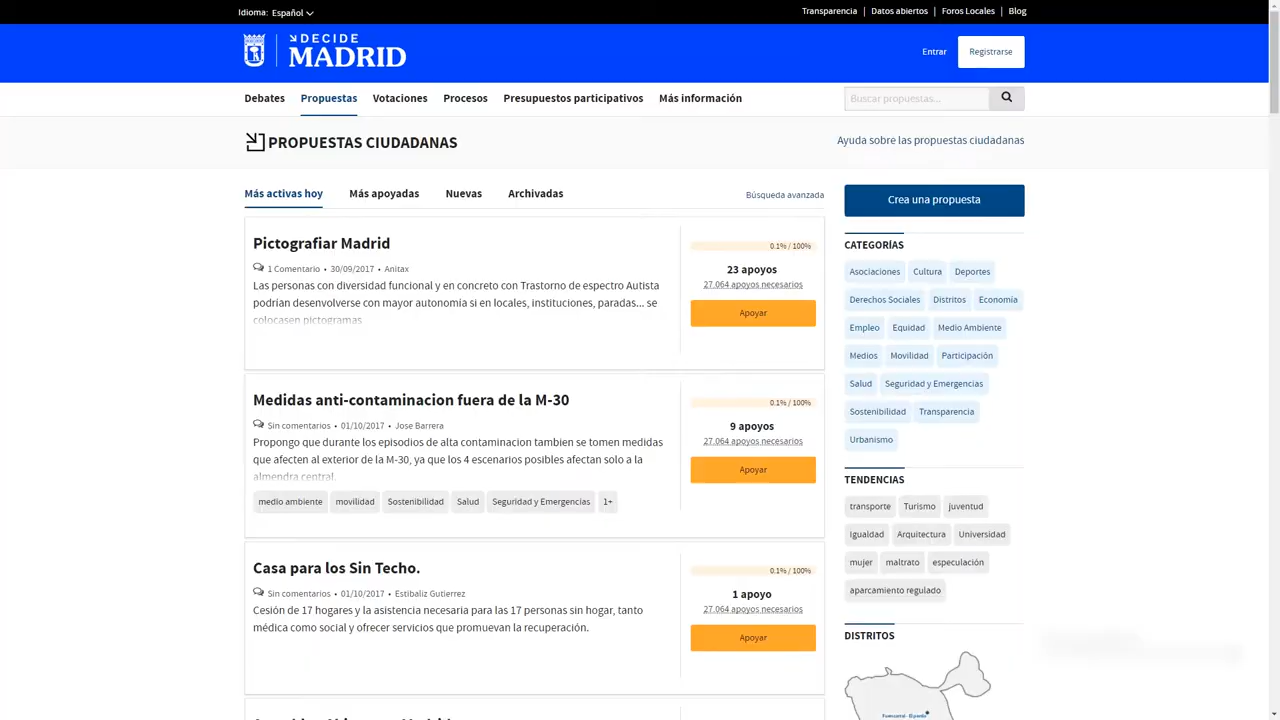 Idioma: Español
Transparencia | Datos abiertos | Foros Locales | Blog
DECIDE
MADRID
Entrar
Registrarse
Debates Propuestas Votaciones Procesos Presupuestos participativos Más información
Buscar propuestas...
PROPUESTAS CIUDADANAS
Ayuda sobre las propuestas ciudadanas
Más activas hoy Más apoyadas Nuevas Archivadas
Búsqueda avanzada
Pictografiar Madrid
1 Comentario • 30/09/2017 • Anitax
Las personas con diversidad funcional y en concreto con Trastorno de espectro Autista
podrían desenvolverse con mayor autonomía si en locales, instituciones, paradas... se
colocasen pictogramas
0.1% / 100%
23 apoyos
27.064 apoyos necesarios
Apoyar
Medidas anti-contaminacion fuera de la M-30
Sin comentarios • 01/10/2017 • Jose Barrera
Propongo que durante los episodios de alta contaminacion tambien se tomen medidas
que afecten al exterior de la M-30, ya que los 4 escenarios posibles afectan solo a la
almendra central.
medio ambiente movilidad Sostenibilidad Salud Seguridad y Emergencias 1+
0.1% / 100%
9 apoyos
27.064 apoyos necesarios
Apoyar
Casa para los Sin Techo.
Sin comentarios • 01/10/2017 • Estibaliz Gutierrez
Cesión de 17 hogares y la asistencia necesaria para las 17 personas sin hogar, tanto
médica como social y ofrecer servicios que promuevan la recuperación.
0.1% / 100%
1 apoyo
27.064 apoyos necesarios
Apoyar
Crea una propuesta
CATEGORÍAS
Asociaciones Cultura Deportes
Derechos Sociales Distritos Economía
Empleo Equidad Medio Ambiente
Medios Movilidad Participación
Salud Seguridad y Emergencias
Sostenibilidad Transparencia
Urbanismo
TENDENCIAS
transporte Turismo juventud
Igualdad Arquitectura Universidad
mujer maltrato especulación
aparcamiento regulado
DISTRITOS
Fuencarral - El pardo